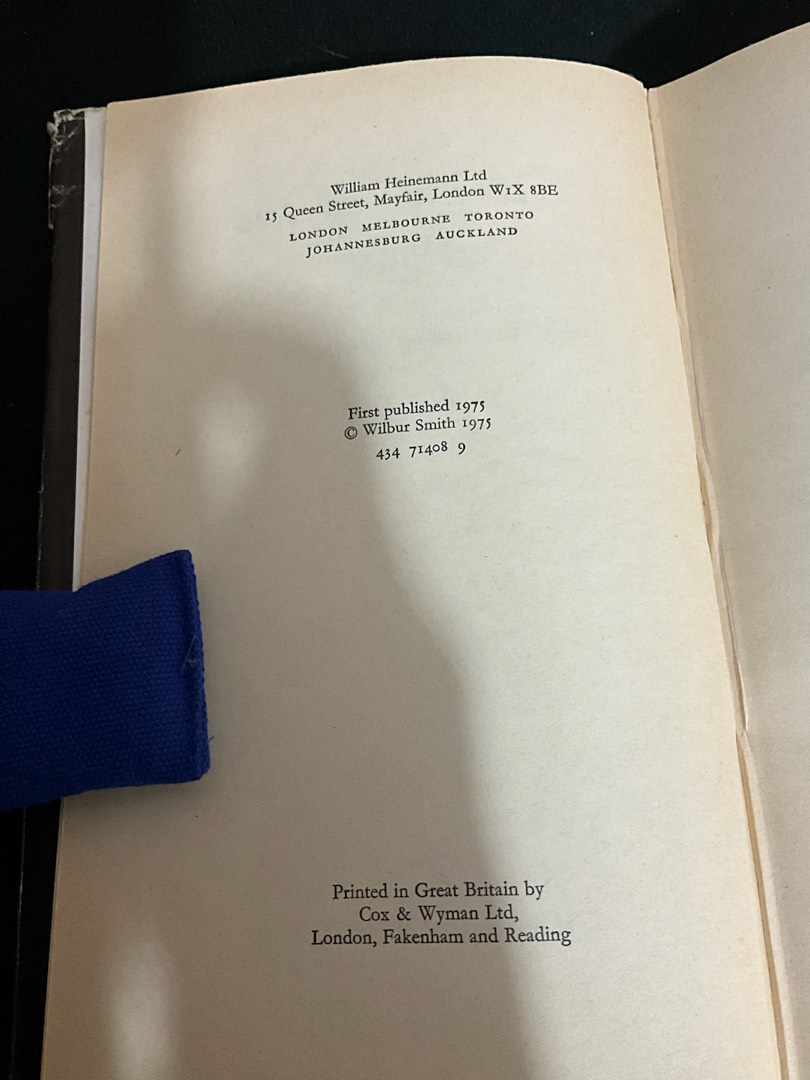 William Heinemann Ltd
15 Queen Street, Mayfair, London W1X 8BE
LONDON MELBOURNE TORONTO
JOHANNESBURG AUCKLAND
First published 1975
© Wilbur Smith 1975
434 71408 9
Printed in Great Britain by
Cox & Wyman Ltd,
London, Fakenham and Reading